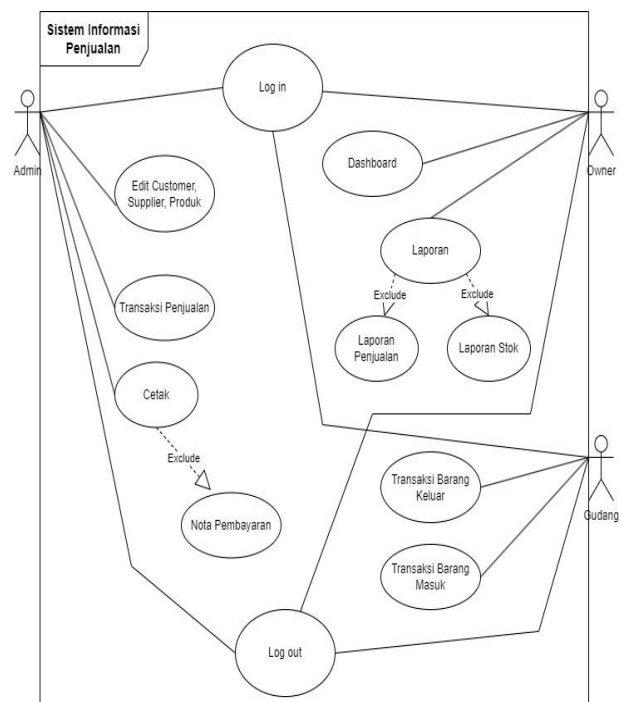 Sistem Informasi
Penjualan
Log in
Admin
Owner
Dashboard
Edit Customer,
Supplier, Produk
Laporan
Exclude
Exclude
Transaksi Penjualan
Laporan
Penjualan
Laporan Stok
Cetak
Exclude
Nota Pembayaran
Transaksi Barang
Keluar
Gudang
Transaksi Barang
Masuk
Log out